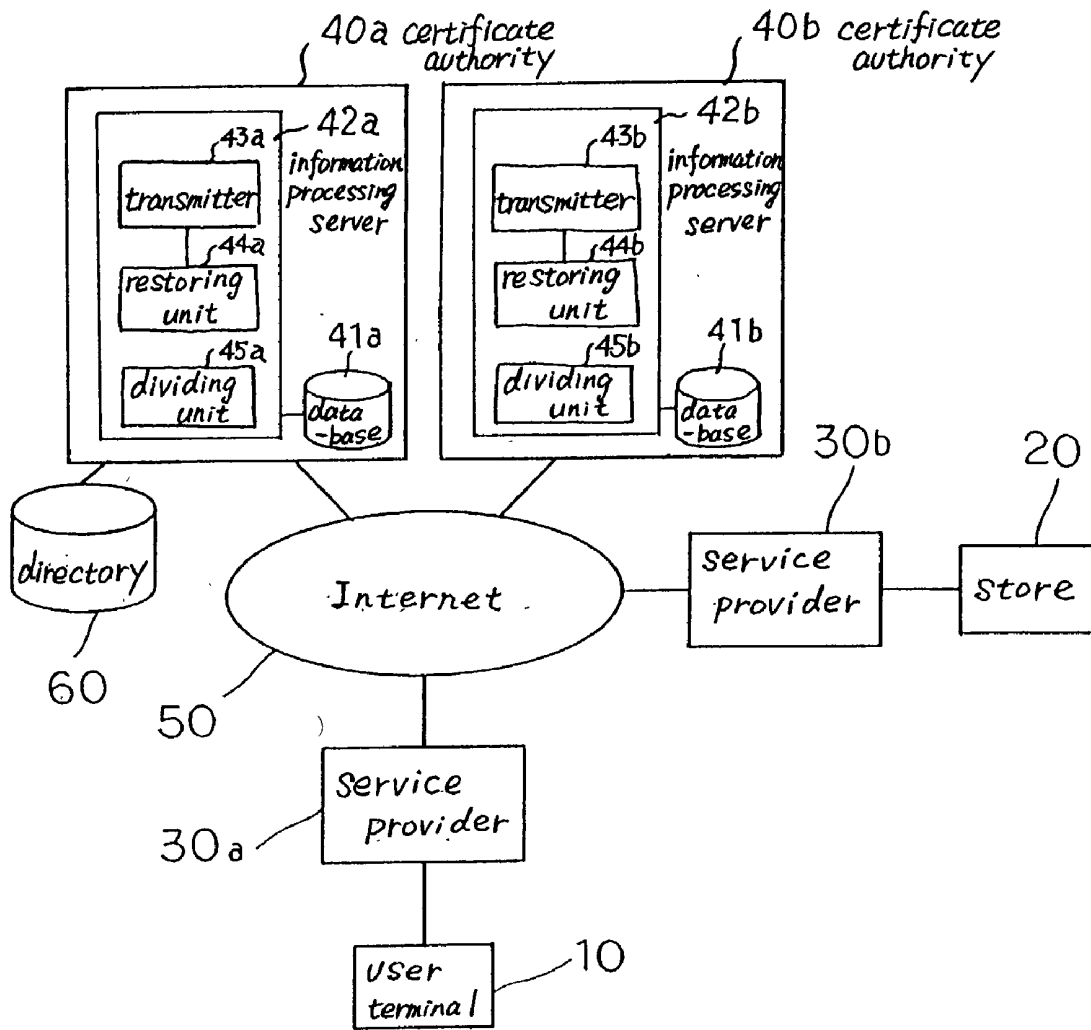 40a certificate
authority
40b certificate
authority
42a
information
processing
server
43a
transmitter
44a
restoring
unit
45a
dividing
unit
41a
data
-base
42b
information
processing
server
43b
transmitter
44b
restoring
unit
45b
dividing
unit
41b
data
-base
directory
60
Internet
50
30b
service
provider
20
store
service
provider
30a
user
terminal
10